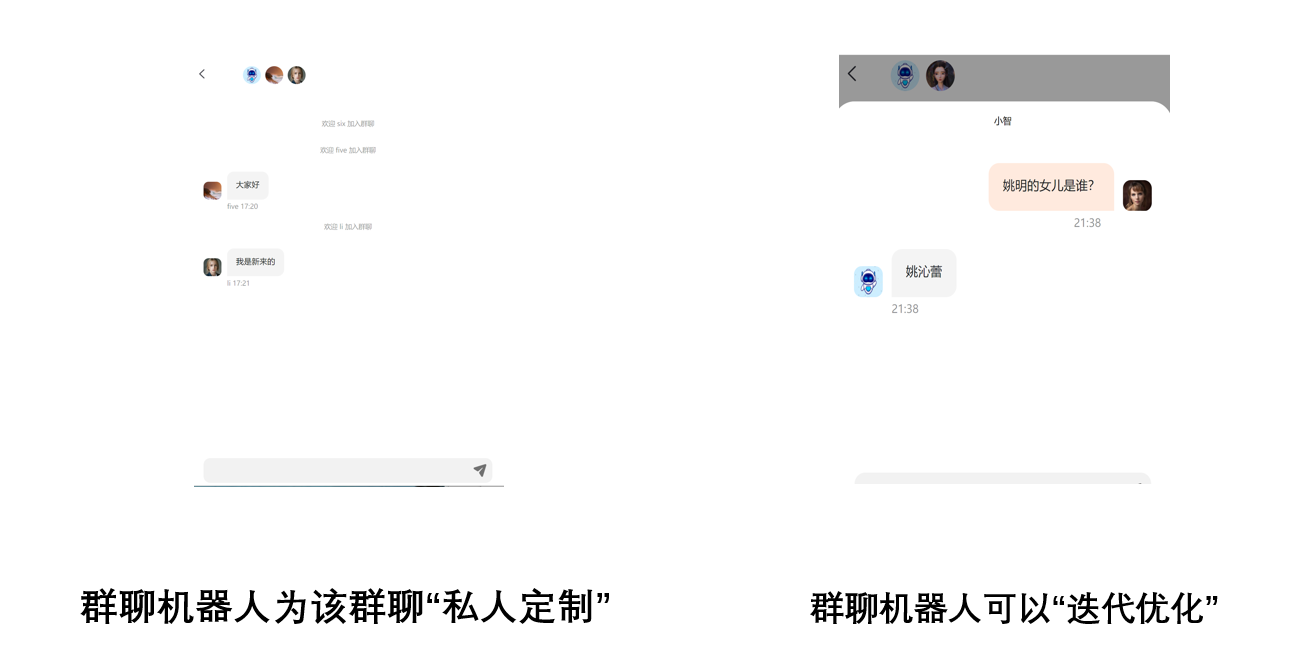 欢迎 six 加入群聊
欢迎 five 加入群聊
大家好
five 17:20
欢迎 li 加入群聊
我是新来的
li 17:21
群聊机器人为该群聊“私人定制”
小智
姚明的女儿是谁?
21:38
姚沁蕾
21:38
群聊机器人可以“迭代优化”